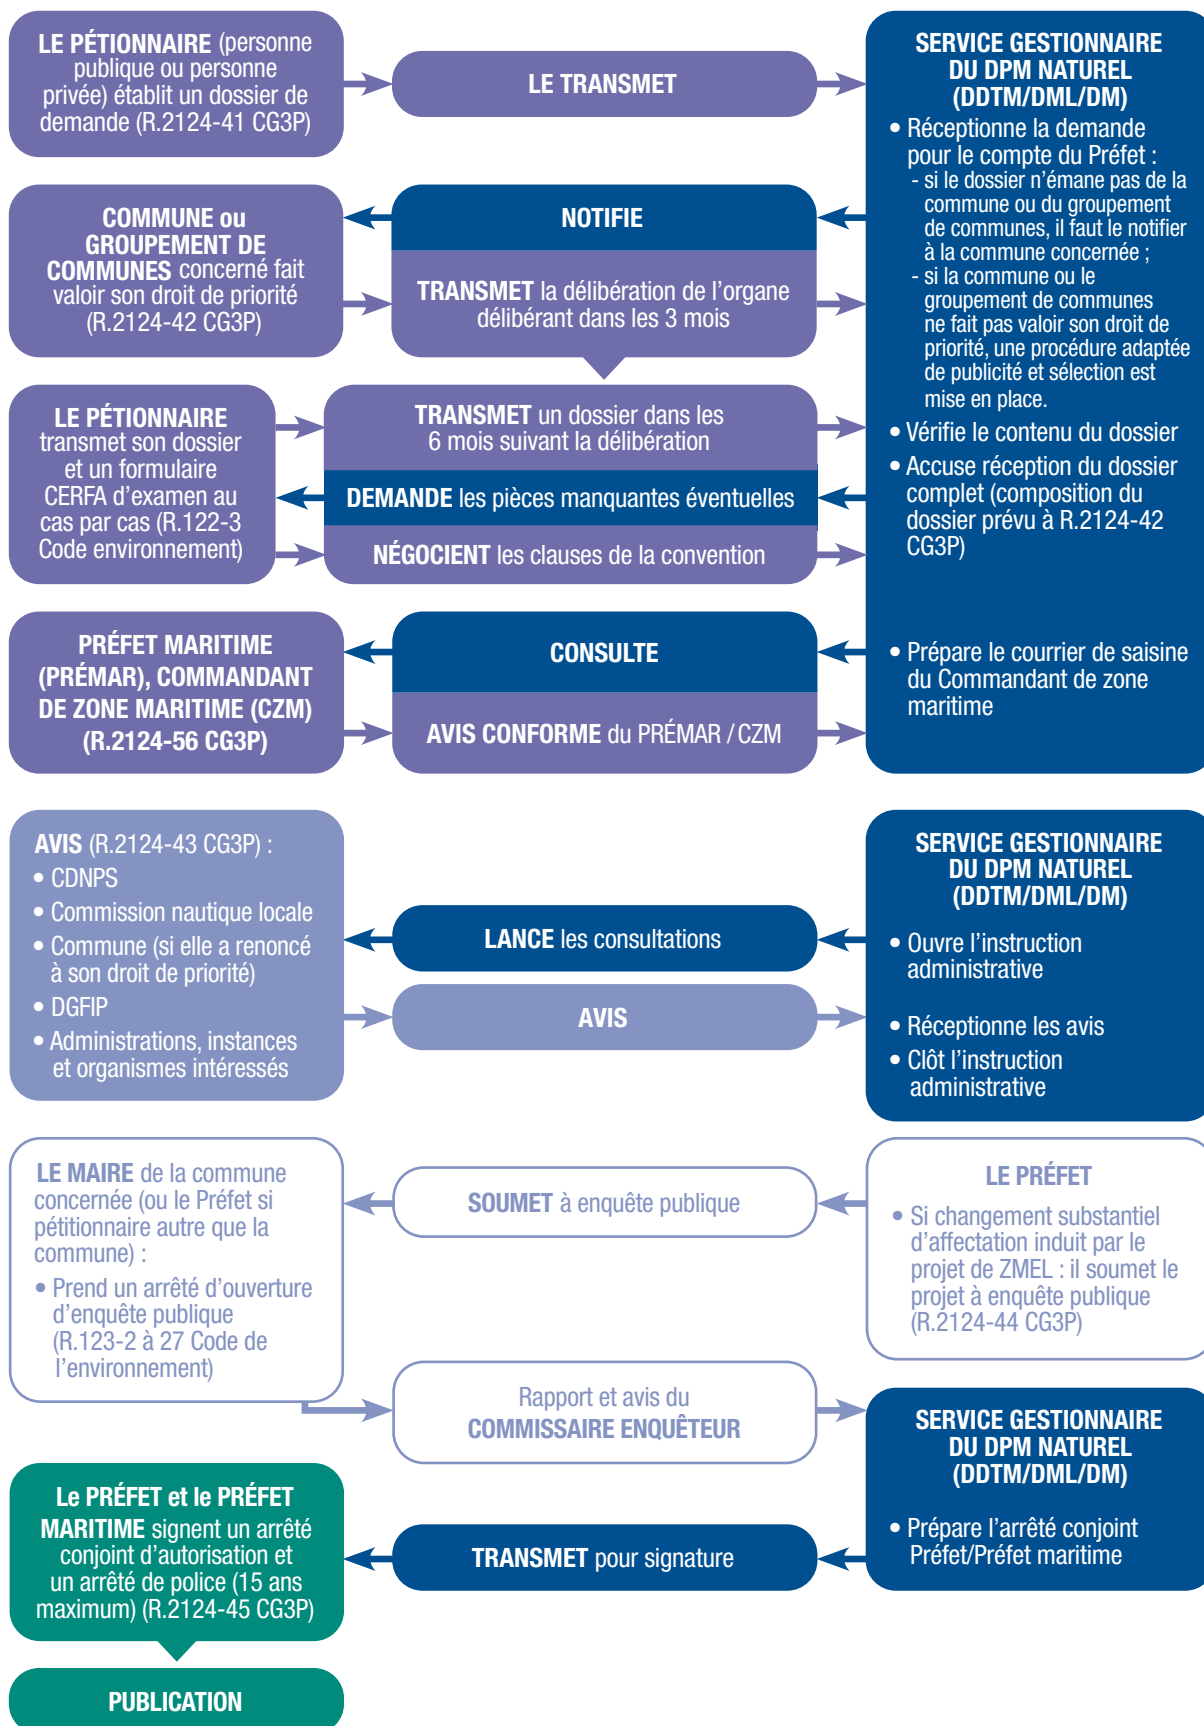 LE PÉTIONNAIRE (personne
publique ou personne
privée) établit un dossier de
demande (R.2124-41 CG3P)
LE TRANSMET
SERVICE GESTIONNAIRE
DU DPM NATUREL
(DDTM/DML/DM)
• Réceptionne la demande
pour le compte du Préfet :
- si le dossier n’émane pas de la
commune ou du groupement
de communes, il faut le notifier
à la commune concernée ;
- si la commune ou le
groupement de communes
ne fait pas valoir son droit de
priorité, une procédure adaptée
de publicité et sélection est
mise en place.
• Vérifie le contenu du dossier
• Accuse réception du dossier
complet (composition du
dossier prévu à R.2124-42
CG3P)
• Prépare le courrier de saisine
du Commandant de zone
maritime
COMMUNE ou
GROUPEMENT DE
COMMUNES concerné fait
valoir son droit de priorité
(R.2124-42 CG3P)
NOTIFIE
TRANSMET la délibération de l’organe
délibérant dans les 3 mois
LE PÉTIONNAIRE
transmet son dossier
et un formulaire
CERFA d’examen au
cas par cas (R.122-3
Code environnement)
TRANSMET un dossier dans les
6 mois suivant la délibération
DEMANDE les pièces manquantes éventuelles
NÉGOCIENT les clauses de la convention
PRÉFET MARITIME
(PRÉMAR), COMMANDANT
DE ZONE MARITIME (CZM)
(R.2124-56 CG3P)
CONSULTE
AVIS CONFORME du PRÉMAR / CZM
AVIS (R.2124-43 CG3P) :
• CDNPS
• Commission nautique locale
• Commune (si elle a renoncé
à son droit de priorité)
• DGFIP
• Administrations, instances
et organismes intéressés
LANCE les consultations
AVIS
SERVICE GESTIONNAIRE
DU DPM NATUREL
(DDTM/DML/DM)
• Ouvre l’instruction
administrative
• Réceptionne les avis
• Clôt l’instruction
administrative
LE MAIRE de la commune
concernée (ou le Préfet si
pétitionnaire autre que la
commune) :
• Prend un arrêté d’ouverture
d’enquête publique
(R.123-2 à 27 Code de
l’environnement)
SOUMET à enquête publique
LE PRÉFET
• Si changement substantiel
d’affectation induit par le
projet de ZMEL : il soumet le
projet à enquête publique
(R.2124-44 CG3P)
Rapport et avis du
COMMISSAIRE ENQUÊTEUR
SERVICE GESTIONNAIRE
DU DPM NATUREL
(DDTM/DML/DM)
• Prépare l’arrêté conjoint
Préfet/Préfet maritime
Le PRÉFET et le PRÉFET
MARITIME signent un arrêté
conjoint d’autorisation et
un arrêté de police (15 ans
maximum) (R.2124-45 CG3P)
TRANSMET pour signature
PUBLICATION